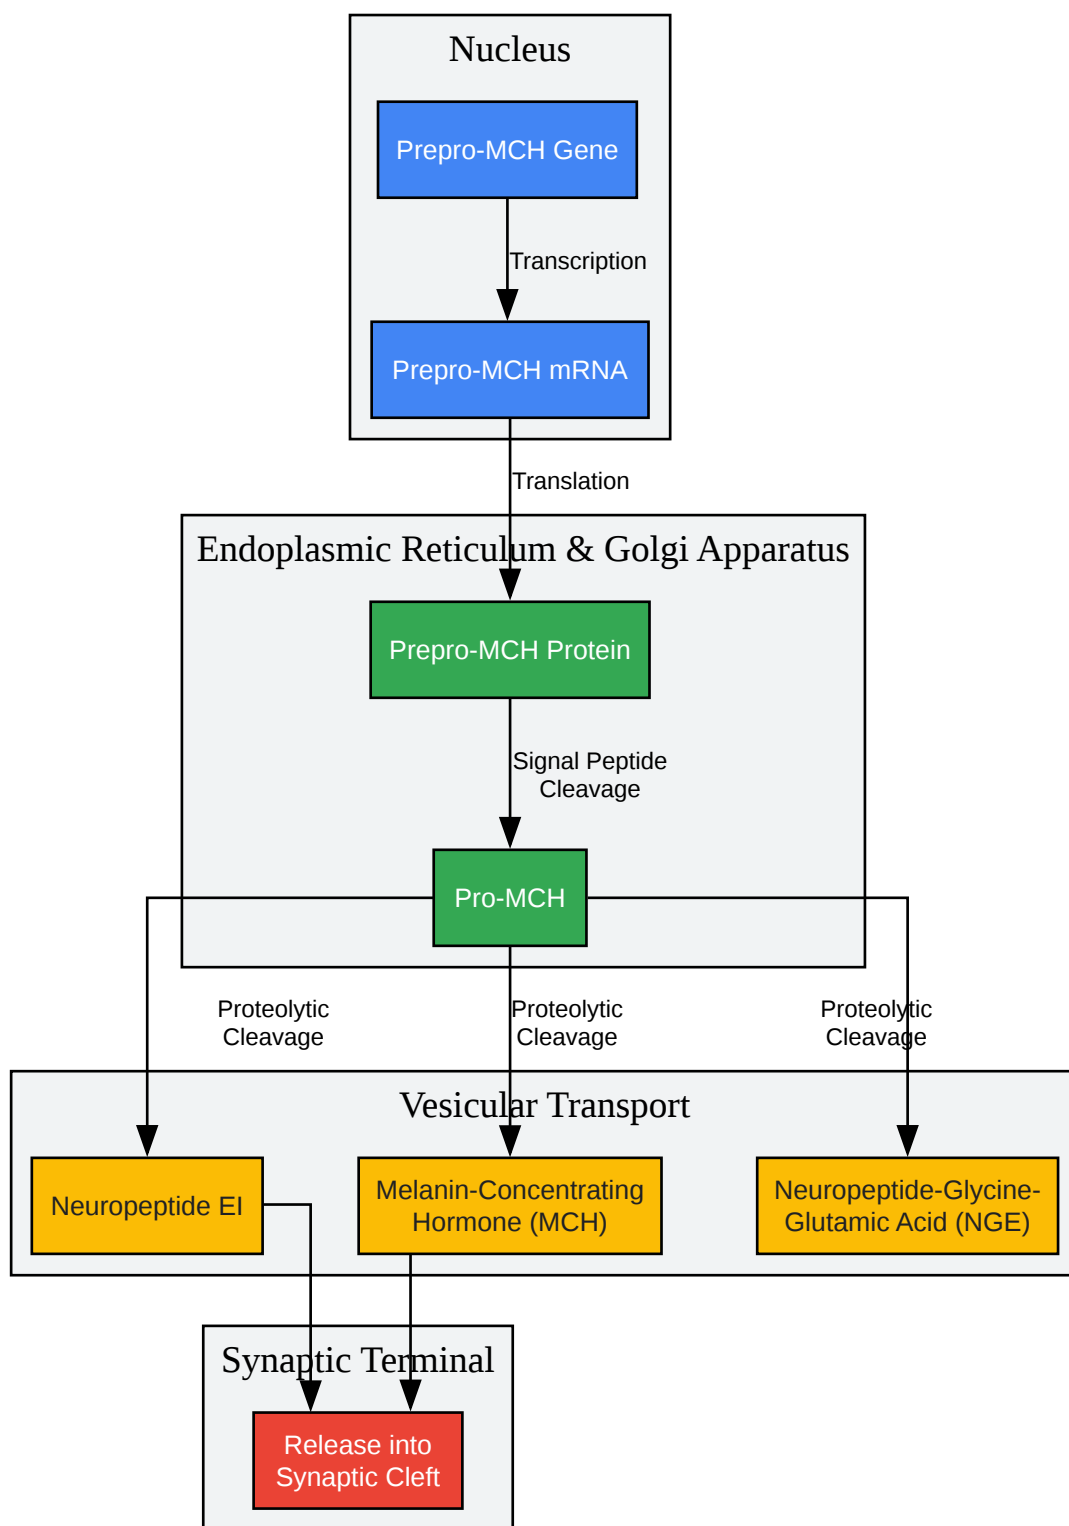 Nucleus
Prepro-MCH Gene
Transcription
Prepro-MCH mRNA
Translation
Endoplasmic Reticulum & Golgi Apparatus
Prepro-MCH Protein
Signal Peptide
Cleavage
Pro-MCH
Proteolytic
Cleavage
Proteolytic
Cleavage
Proteolytic
Cleavage
Vesicular Transport
Neuropeptide EI
Melanin-Concentrating
Hormone (MCH)
Neuropeptide-Glycine-
Glutamic Acid (NGE)
Synaptic Terminal
Release into
Synaptic Cleft